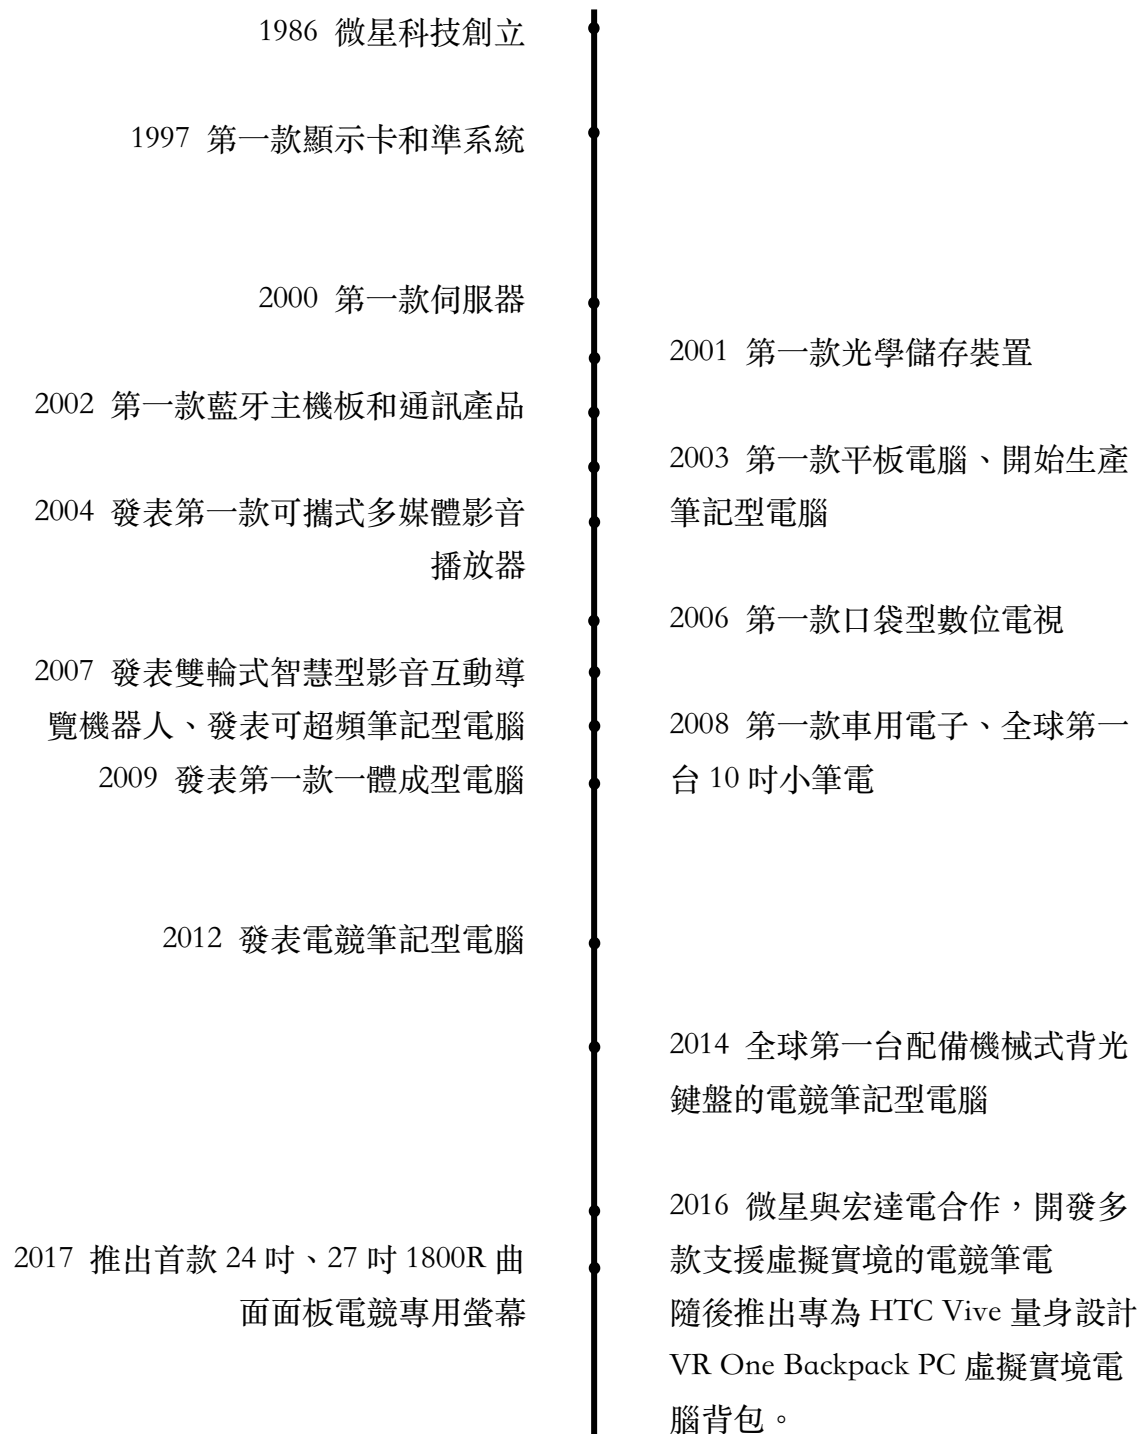 1986 微星科技創立
1997 第一款顯示卡和準系統
2000 第一款伺服器
2001 第一款光學儲存裝置
2002 第一款藍牙主機板和通訊產品
2003 第一款平板電腦、開始生產
筆記型電腦
2004 發表第一款可攜式多媒體影音
播放器
2006 第一款口袋型數位電視
2007 發表雙輪式智慧型影音互動導
覽機器人、發表可超頻筆記型電腦
2008 第一款車用電子、全球第一
台 10 吋小筆電
2009 發表第一款一體成型電腦
2012 發表電競筆記型電腦
2014 全球第一台配備機械式背光
鍵盤的電競筆記型電腦
2016 微星與宏達電合作，開發多
款支援虛擬實境的電競筆電
隨後推出專為 HTC Vive 量身設計
VR One Backpack PC 虛擬實境電
腦背包。
2017 推出首款 24 吋、27 吋 1800R 曲
面面板電競專用螢幕